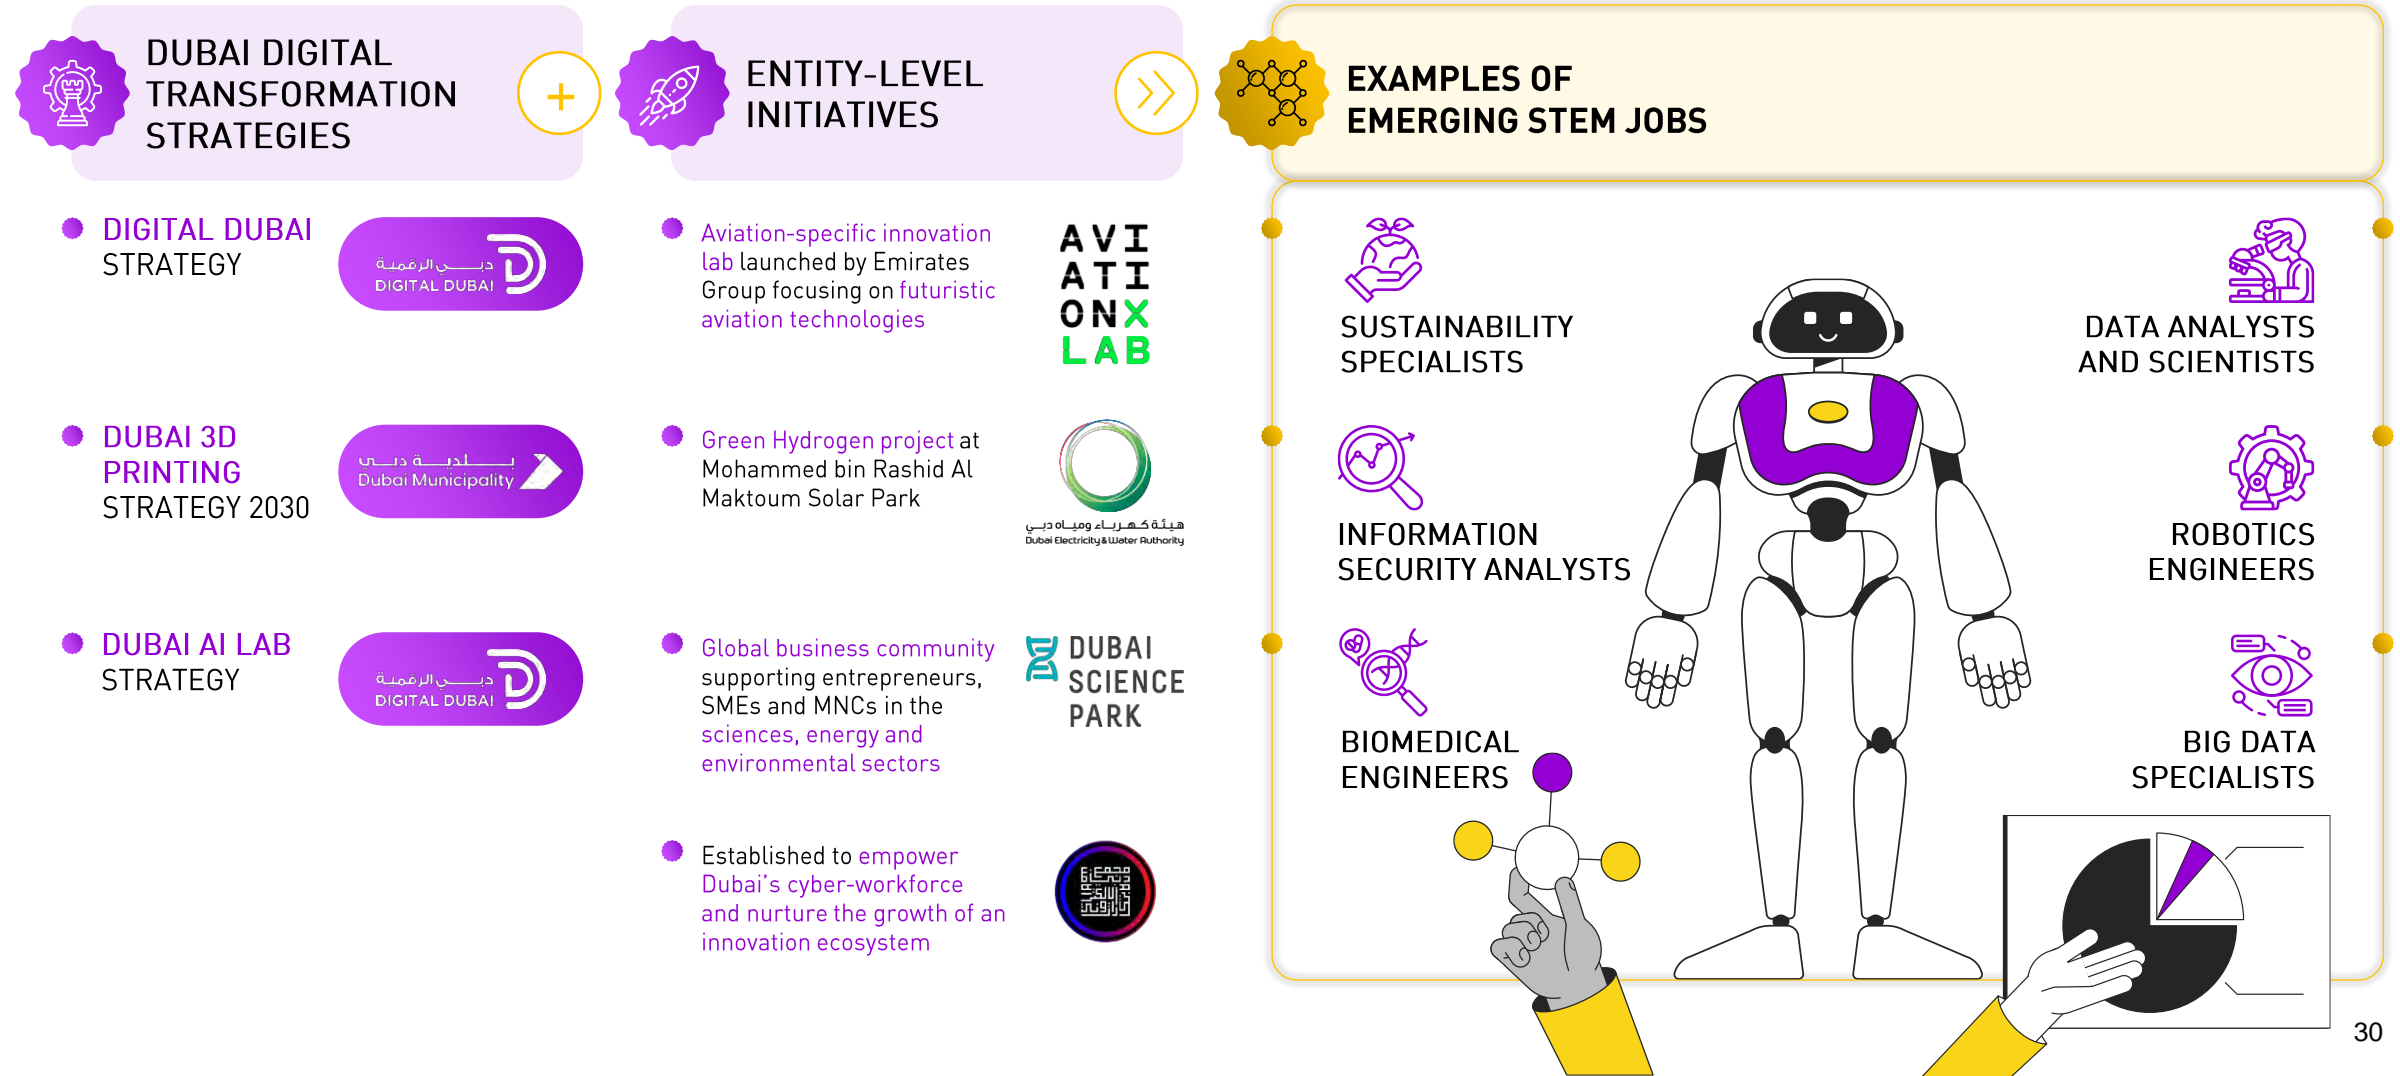 DUBAI DIGITAL
TRANSFORMATION
STRATEGIES
+
ENTITY-LEVEL
INITIATIVES
EXAMPLES OF
EMERGING STEM JOBS
DIGITAL DUBAI
STRATEGY
دبي الرقمية
DIGITAL DUBAI
DUBAI 3D
PRINTING
STRATEGY 2030
بلدية دبي
Dubai Municipality
DUBAI AI LAB
STRATEGY
دبي الرقمية
DIGITAL DUBAI
Aviation-specific innovation
lab launched by Emirates
Group focusing on futuristic
aviation technologies
AVI
ATI
ONX
LAB
Green Hydrogen project at
Mohammed bin Rashid Al
Maktoum Solar Park
هيئة كهرباء ومياه دبي
Dubai Electricity & Water Authority
Global business community
supporting entrepreneurs,
SMEs and MNCs in the
sciences, energy and
environmental sectors
DUBAI
SCIENCE
PARK
Established to empower
Dubai's cyber-workforce
and nurture the growth of an
innovation ecosystem
SUSTAINABILITY
SPECIALISTS
DATA ANALYSTS
AND SCIENTISTS
INFORMATION
SECURITY ANALYSTS
ROBOTICS
ENGINEERS
BIOMEDICAL
ENGINEERS
BIG DATA
SPECIALISTS
30